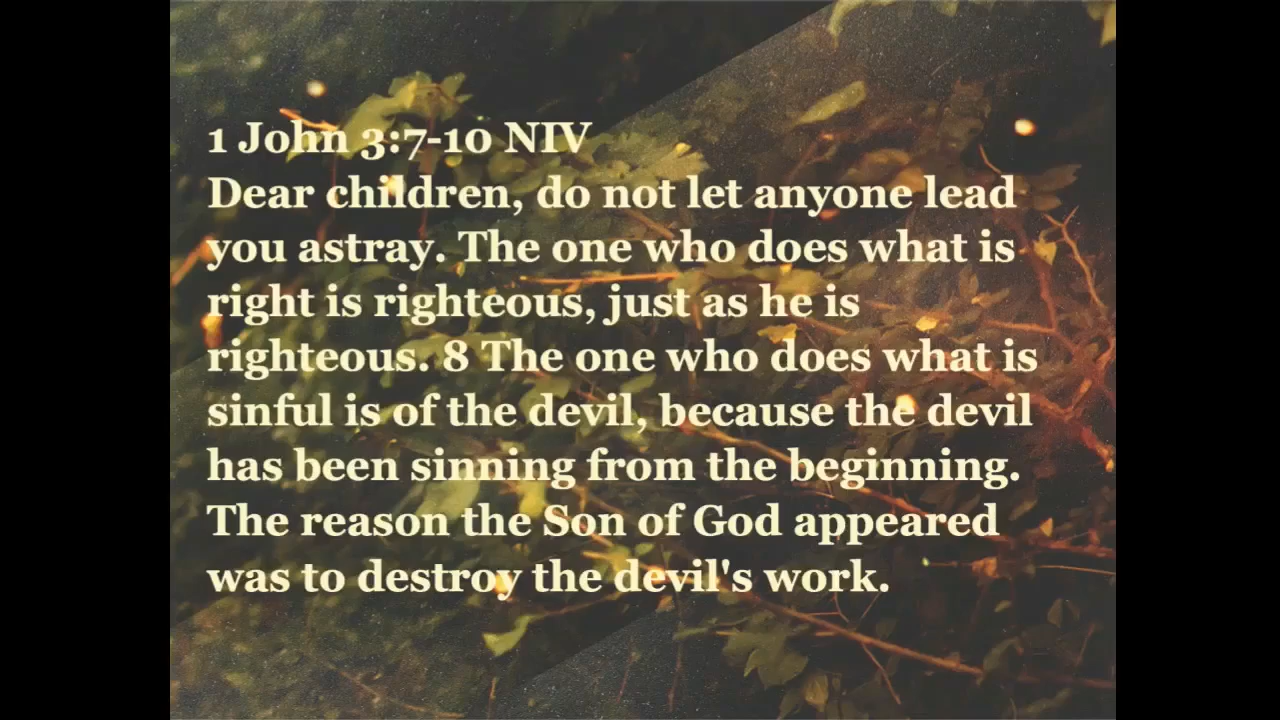 1 John 3:7-10 NIV
Dear children, do not let anyone lead
you astray. The one who does what is
right is righteous, just as he is
righteous. 8 The one who does what is
sinful is of the devil, because the devil
has been sinning from the beginning.
The reason the Son of God appeared
was to destroy the devil's work.